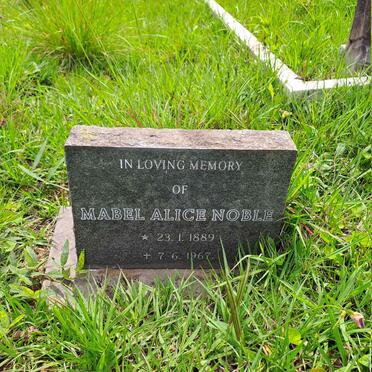 IN LOVING MEMORY
OF
MABEL ALICE NOBLE
★ 23. 1. 1889
✝ 7. 6. 1967